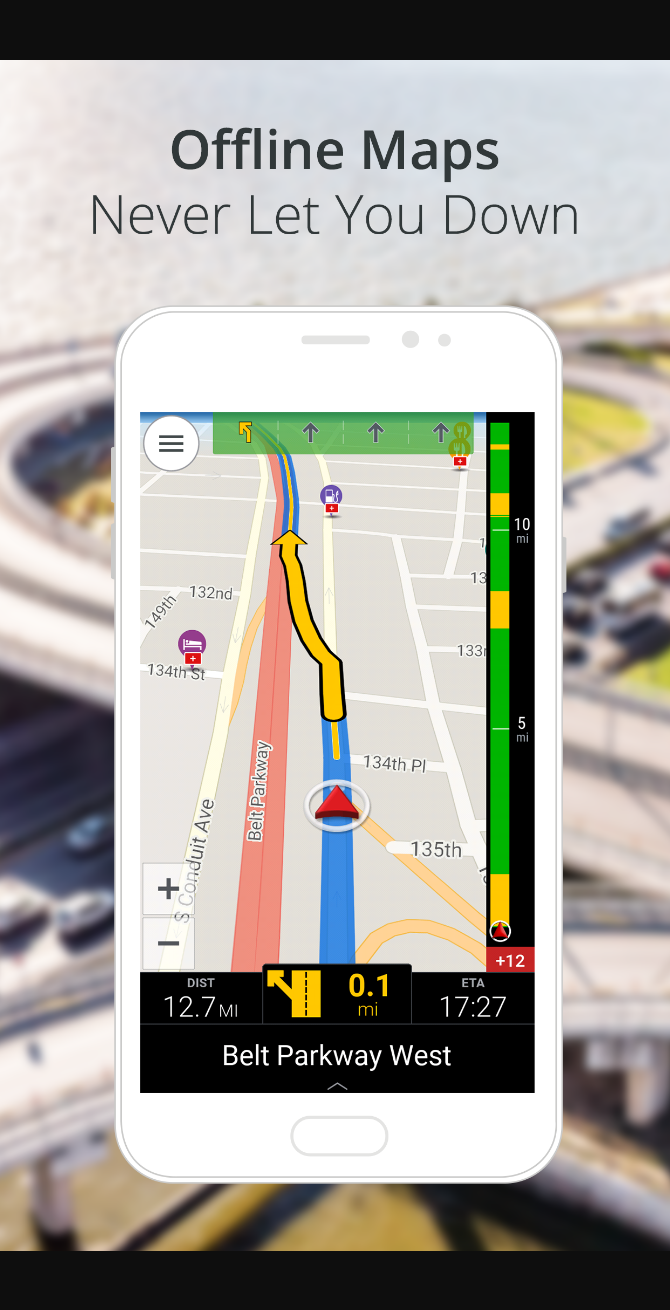 Offline Maps
Never Let You Down
10
mi
132nd
149th
133r
134th St
5
mi
134th Pl
Belt Parkway
135th
S Conduit Ave
+
−
+12
DIST
12.7 MI
0.1
mi
ETA
17:27
Belt Parkway West